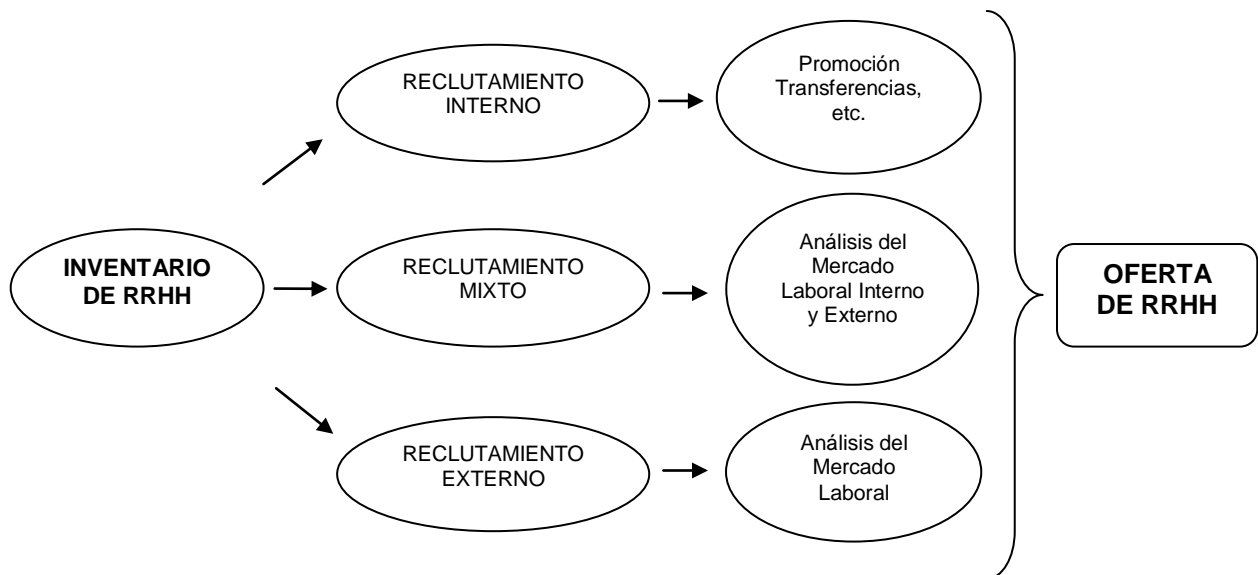 RECLUTAMIENTO
INTERNO
Promoción
Transferencias,
etc.
INVENTARIO
DE RRHH
RECLUTAMIENTO
MIXTO
Análisis del
Mercado
Laboral Interno
y Externo
OFERTA
DE RRHH
RECLUTAMIENTO
EXTERNO
Análisis del
Mercado
Laboral